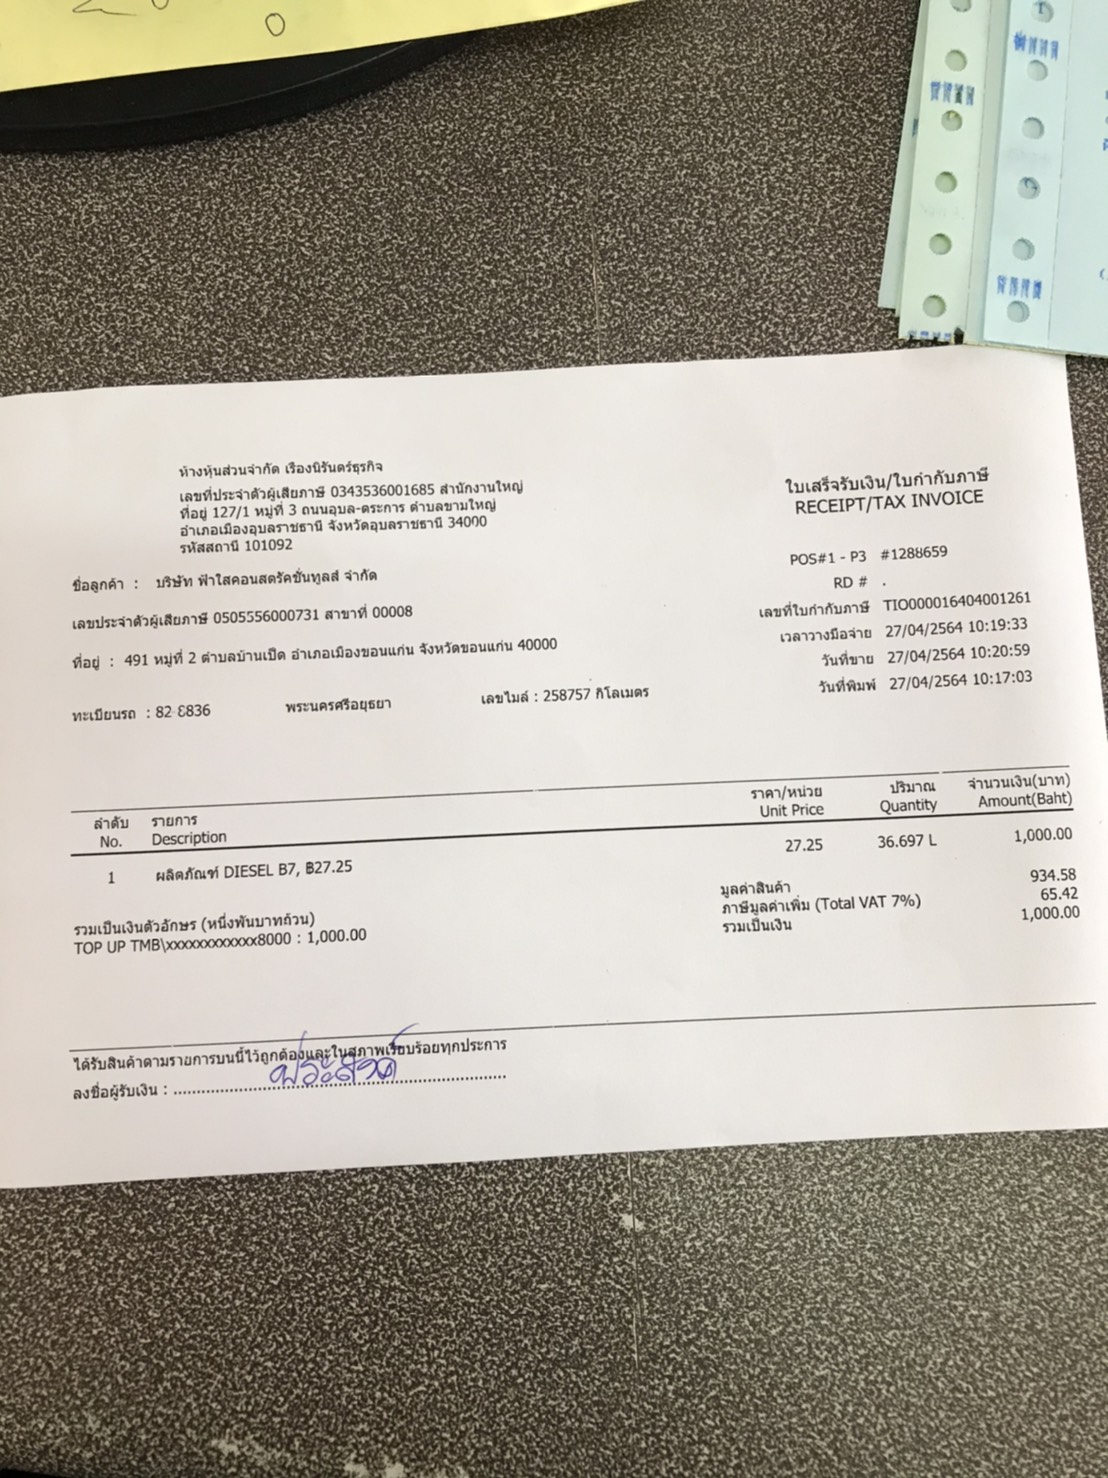 ห้างหุ้นส่วนจำกัด เรืองนิรันดร์ธุรกิจ
เลขที่ประจำตัวผู้เสียภาษี 0343536001685 สำนักงานใหญ่
ที่อยู่ 127/1 หมู่ที่ 3 ถนนอุบล-ตระการ ตำบลขามใหญ่
อำเภอเมืองอุบลราชธานี จังหวัดอุบลราชธานี 34000
รหัสสถานี 101092
ใบเสร็จรับเงิน/ใบกำกับภาษี
RECEIPT/TAX INVOICE
POS#1 - P3 #1288659
RD # .
เลขที่ใบกำกับภาษี TIO000016404001261
เวลาวางมือจ่าย 27/04/2564 10:19:33
วันที่ขาย 27/04/2564 10:20:59
วันที่พิมพ์ 27/04/2564 10:17:03
ชื่อลูกค้า : บริษัท ฟ้าใสคอนสตรัคชั่นทูลส์ จำกัด
เลขประจำตัวผู้เสียภาษี 0505556000731 สาขาที่ 00008
ที่อยู่ : 491 หมู่ที่ 2 ตำบลบ้านเป็ด อำเภอเมืองขอนแก่น จังหวัดขอนแก่น 40000
ทะเบียนรถ : 82 พระนครศรีอยุธยา เลขไมล์ : 258757 กิโลเมตร
ลำดับ รายการ ราคา/หน่วย ปริมาณ จำนวนเงิน(บาท)
No. Description Unit Price Quantity Amount(Baht)
1 ผลิตภัณฑ์ DIESEL B7, ฿27.25 27.25 36.697 L 1,000.00
มูลค่าสินค้า 934.58
ภาษีมูลค่าเพิ่ม (Total VAT 7%) 65.42
รวมเป็นเงิน 1,000.00
รวมเป็นเงินตัวอักษร (หนึ่งพันบาทถ้วน)
TOP UP TMB\xxxxxxxxxxxx8000 : 1,000.00
ได้รับสินค้าตามรายการบนนี้ไว้ถูกต้องและในสภาพเรียบร้อยทุกประการ
ลงชื่อผู้รับเงิน :